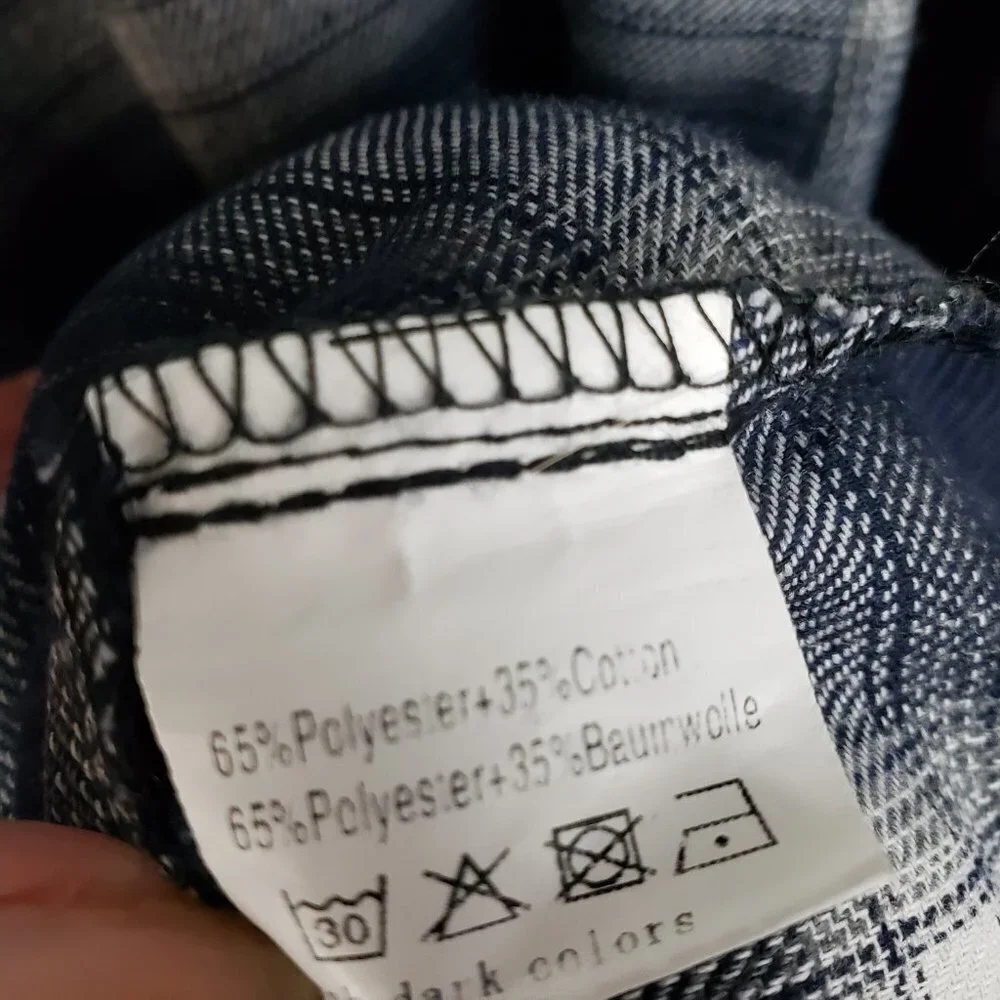 65%Polyester+35%Cotton
65%Polyester+35%Baumwolle
30
dark colors